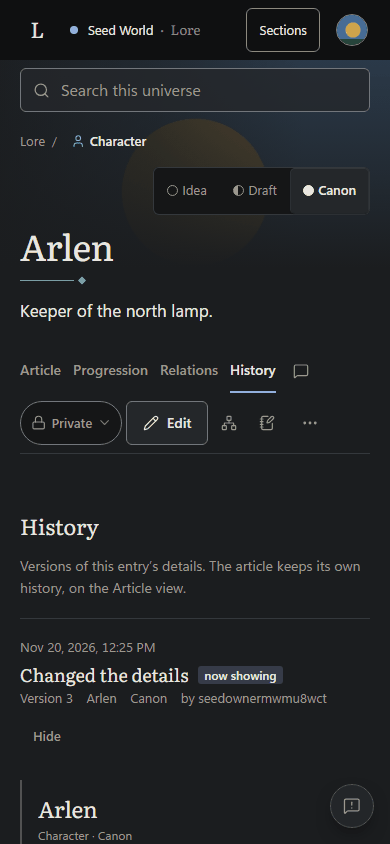 L Seed World · Lore Sections
Search this universe
Lore / Character
Idea Draft Canon
Arlen
Keeper of the north lamp.
Article Progression Relations History
Private Edit
History
Versions of this entry's details. The article keeps its own
history, on the Article view.
Nov 20, 2026, 12:25 PM
Changed the details now showing
Version 3 Arlen Canon by seedownermwmu8wct
Hide
Arlen
Character · Canon